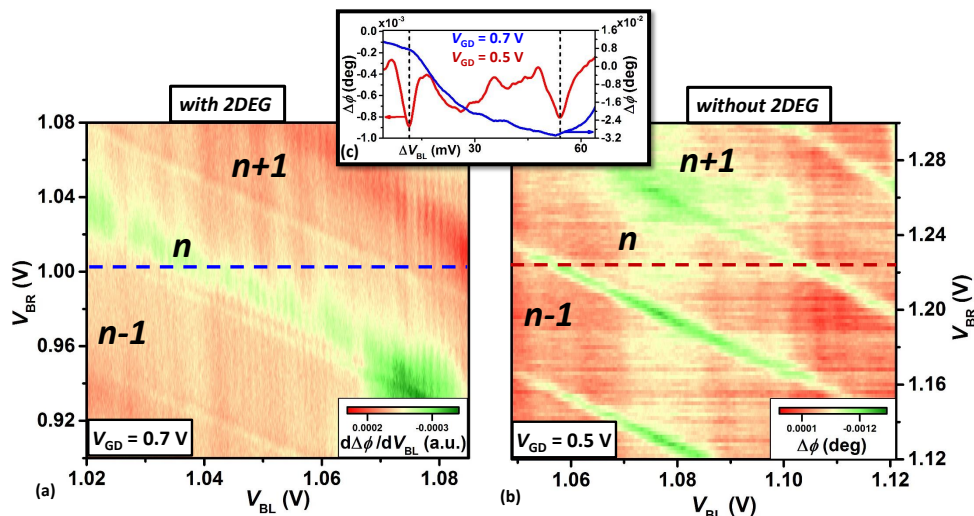 ×10⁻³
×10⁻²
0.0
-0.2
-0.4
-0.6
-0.8
-1.0
Δϕ (deg)
V_GD = 0.7 V
V_GD = 0.5 V
1.6
0.8
0.0
-0.8
-1.6
-2.4
-3.2
Δϕ (deg)
(c)
ΔV_BL (mV)
30
60
with 2DEG
1.08
1.04
1.00
0.96
0.92
V_BR (V)
n+1
n
n-1
V_GD = 0.7 V
0.0002 -0.0003
dΔϕ/dV_BL (a.u.)
(a)
1.02 1.04 1.06 1.08
V_BL (V)
without 2DEG
n+1
n
n-1
1.28
1.24
1.20
1.16
1.12
V_BR (V)
V_GD = 0.5 V
0.0001 -0.0012
Δϕ (deg)
(b)
1.06 1.08 1.10 1.12
V_BL (V)